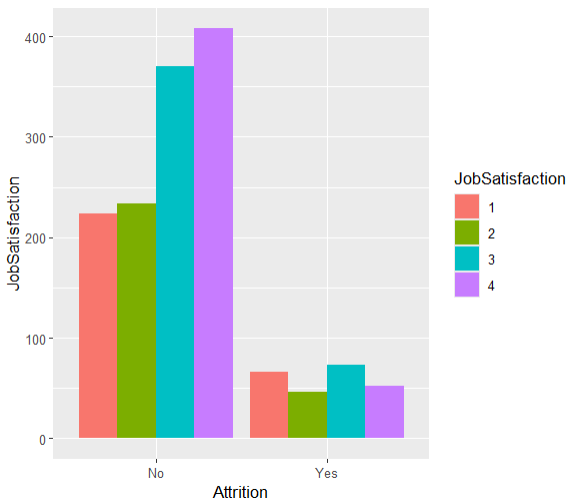 400
300
200
100
0
JobSatisfaction
No Yes
Attrition
JobSatisfaction
1
2
3
4